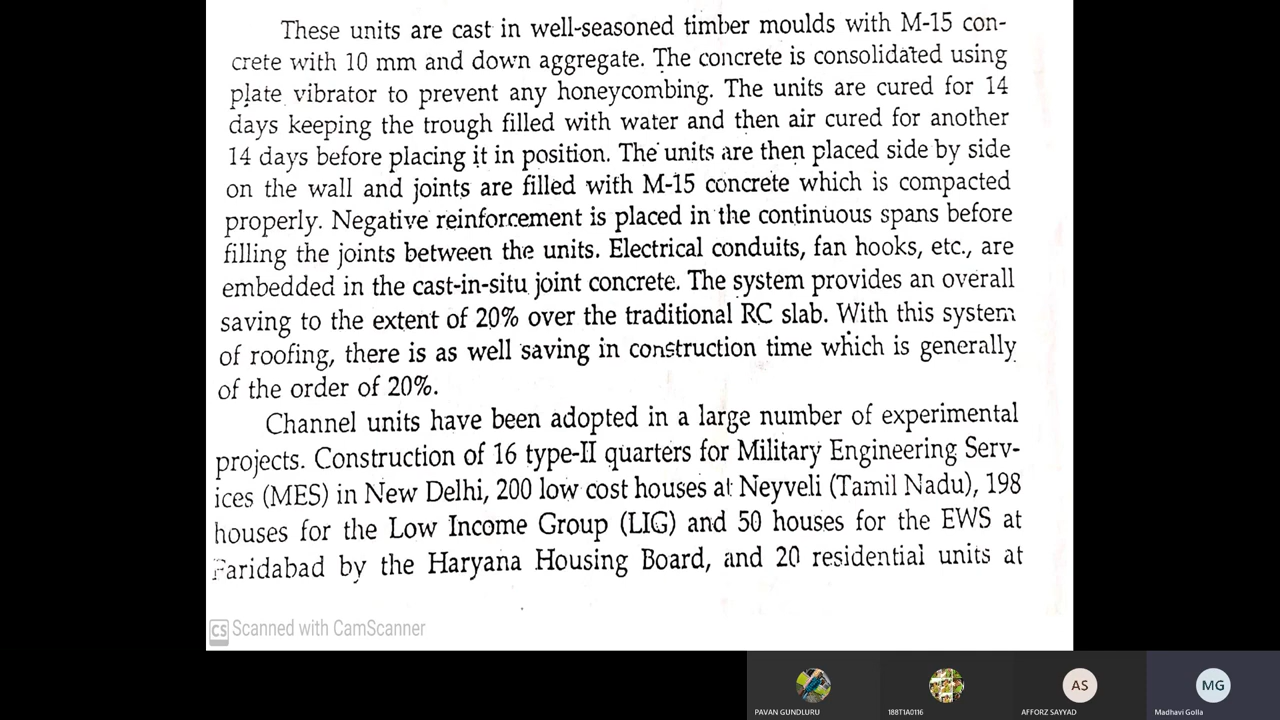 These units are cast in well-seasoned timber moulds with M-15 con-
crete with 10 mm and down aggregate. The concrete is consolidated using
plate vibrator to prevent any honeycombing. The units are cured for 14
days keeping the trough filled with water and then air cured for another
14 days before placing it in position. The units are then placed side by side
on the wall and joints are filled with M-15 concrete which is compacted
properly. Negative reinforcement is placed in the continuous spans before
filling the joints between the units. Electrical conduits, fan hooks, etc., are
embedded in the cast-in-situ joint concrete. The system provides an overall
saving to the extent of 20% over the traditional RC slab. With this system
of roofing, there is as well saving in construction time which is generally
of the order of 20%.
Channel units have been adopted in a large number of experimental
projects. Construction of 16 type-II quarters for Military Engineering Serv-
ices (MES) in New Delhi, 200 low cost houses at Neyveli (Tamil Nadu), 198
houses for the Low Income Group (LIG) and 50 houses for the EWS at
Faridabad by the Haryana Housing Board, and 20 residential units at
CS Scanned with CamScanner
AS
MG
PAVAN GUNDLURU
188T1A0116
AFFORZ SAYYAD
Madhavi Golla